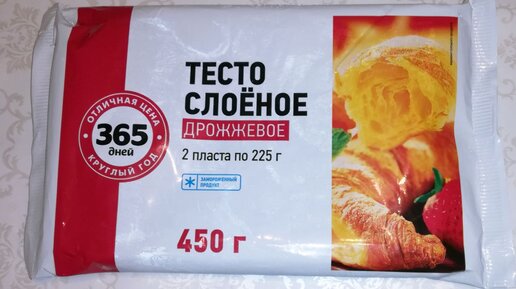 ТЕСТО
СЛОЁНОЕ
ДРОЖЖЕВОЕ
2 пласта по 225 г
ЗАМОРОЖЕННЫЙ
ПРОДУКТ
450 г
ОТЛИЧНАЯ ЦЕНА
365
дней
КРУГЛЫЙ ГОД